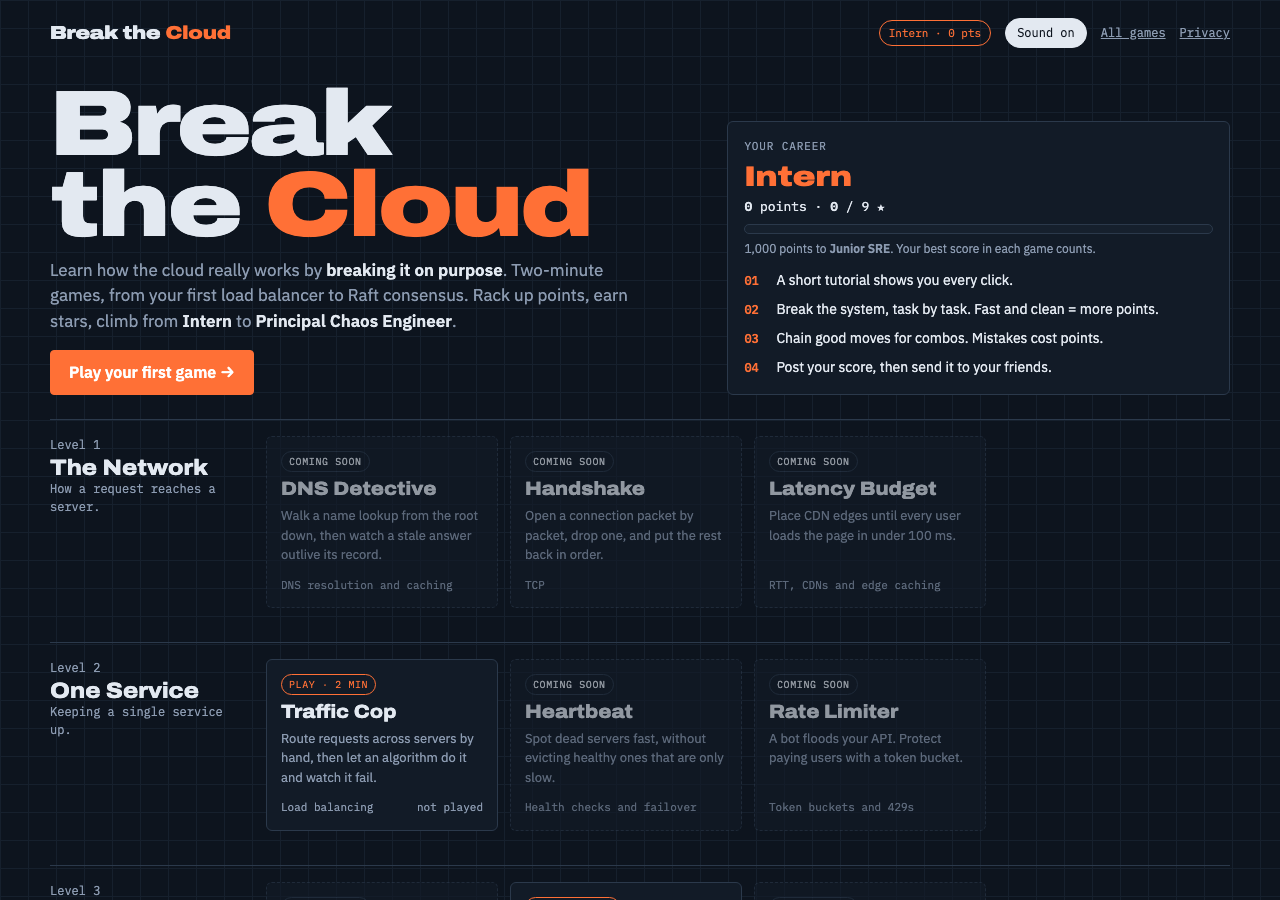 Break the Cloud
Intern · 0 pts
Sound on
All games
Privacy
Break
the Cloud
Learn how the cloud really works by breaking it on purpose. Two-minute
games, from your first load balancer to Raft consensus. Rack up points, earn
stars, climb from Intern to Principal Chaos Engineer.
Play your first game →
YOUR CAREER
Intern
0 points · 0 / 9 ★
1,000 points to Junior SRE. Your best score in each game counts.
01 A short tutorial shows you every click.
02 Break the system, task by task. Fast and clean = more points.
03 Chain good moves for combos. Mistakes cost points.
04 Post your score, then send it to your friends.
Level 1
The Network
How a request reaches a
server.
COMING SOON
DNS Detective
Walk a name lookup from the root
down, then watch a stale answer
outlive its record.
DNS resolution and caching
COMING SOON
Handshake
Open a connection packet by
packet, drop one, and put the rest
back in order.
TCP
COMING SOON
Latency Budget
Place CDN edges until every user
loads the page in under 100 ms.
RTT, CDNs and edge caching
Level 2
One Service
Keeping a single service
up.
PLAY · 2 MIN
Traffic Cop
Route requests across servers by
hand, then let an algorithm do it
and watch it fail.
Load balancing
not played
COMING SOON
Heartbeat
Spot dead servers fast, without
evicting healthy ones that are only
slow.
Health checks and failover
COMING SOON
Rate Limiter
A bot floods your API. Protect
paying users with a token bucket.
Token buckets and 429s
Level 3